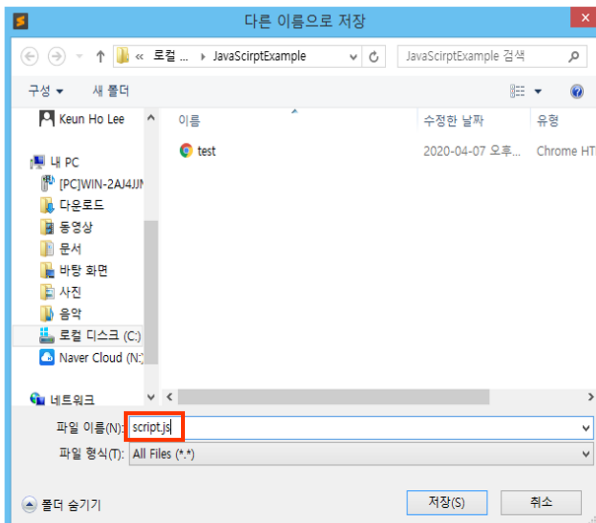 다른 이름으로 저장
« 로컬 ... › JavaScirptExample
JavaScirptExample 검색
구성 새 폴더
Keun Ho Lee
내 PC
[PC]WIN-2AJ4JJM
다운로드
동영상
문서
바탕 화면
사진
음악
로컬 디스크 (C:)
Naver Cloud (N:)
네트워크
이름 수정한 날짜 유형
test 2020-04-07 오후... Chrome HT
파일 이름(N): script.js
파일 형식(T): All Files (*.*)
폴더 숨기기 저장(S) 취소